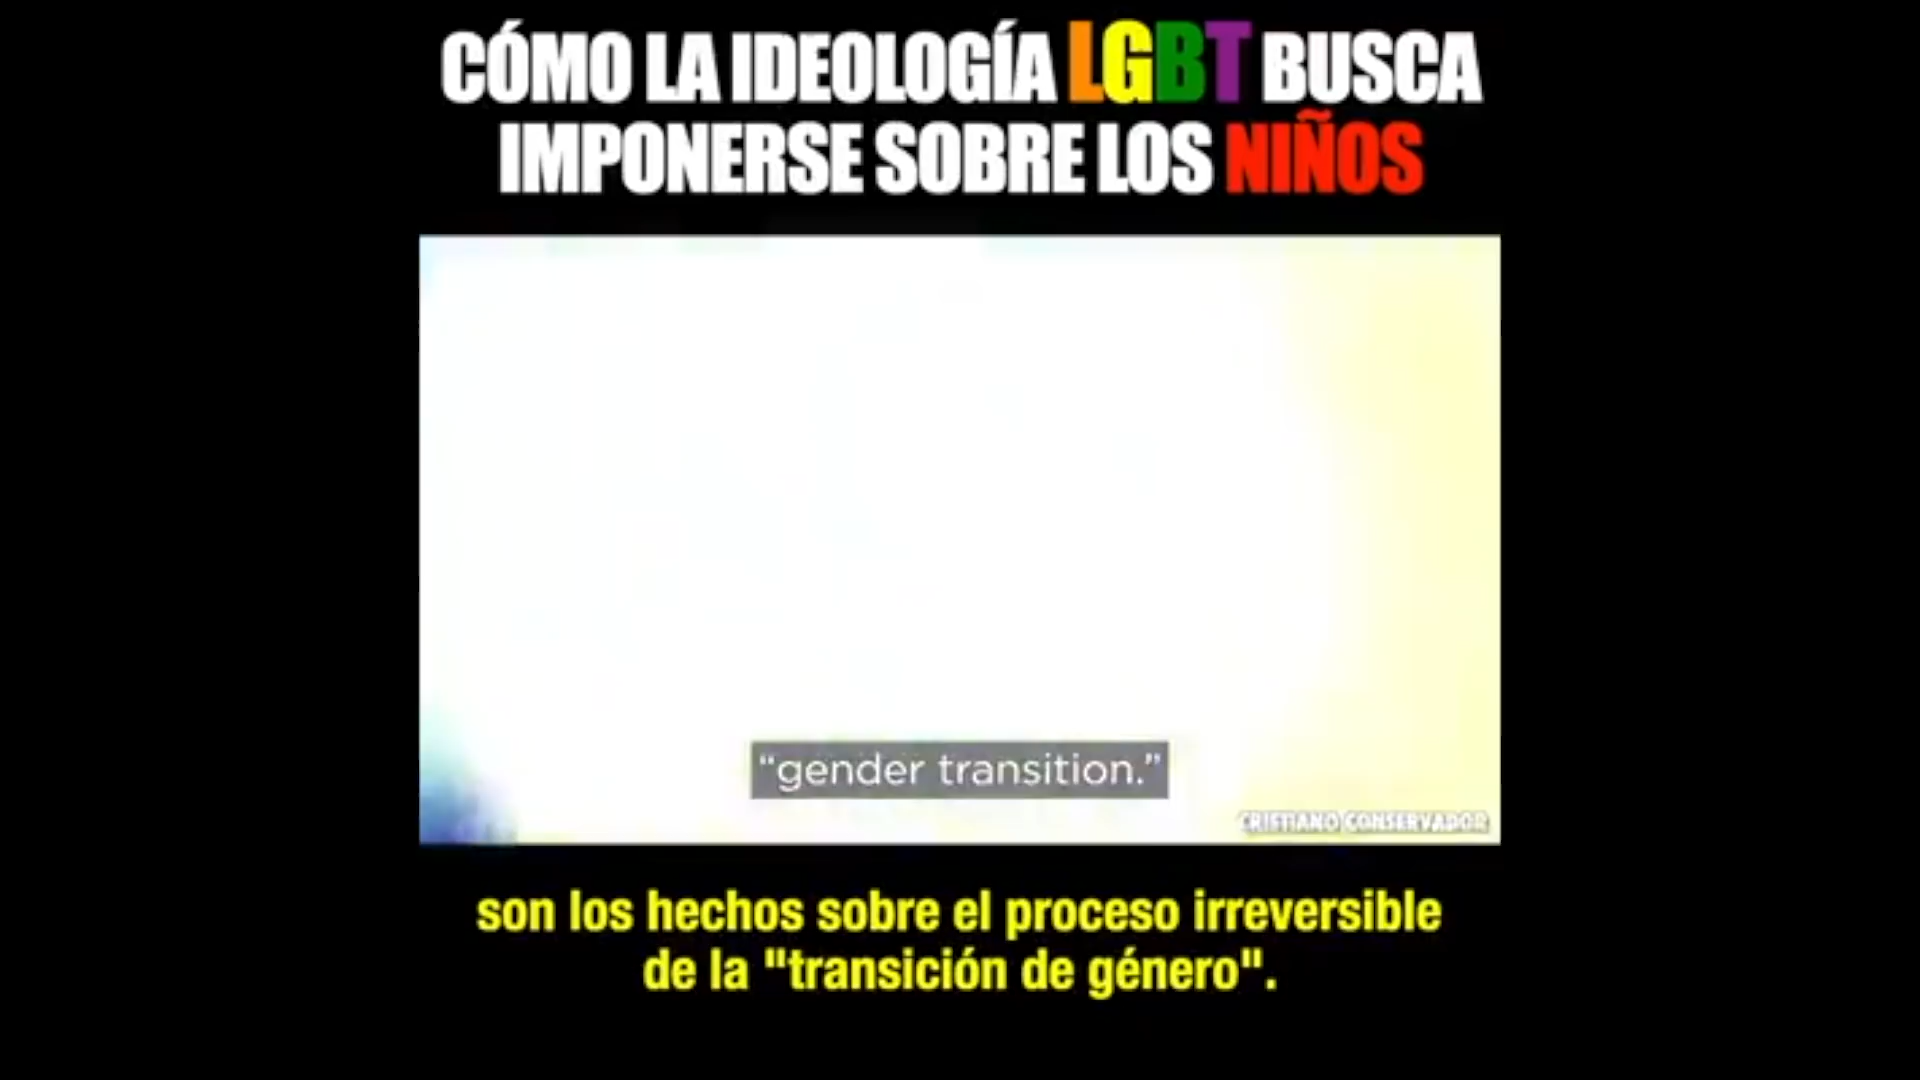 CÓMO LA IDEOLOGÍA LGBT BUSCA
IMPONERSE SOBRE LOS NIÑOS
“gender transition.”
CRISTIANO CONSERVADOR
son los hechos sobre el proceso irreversible
de la "transición de género".